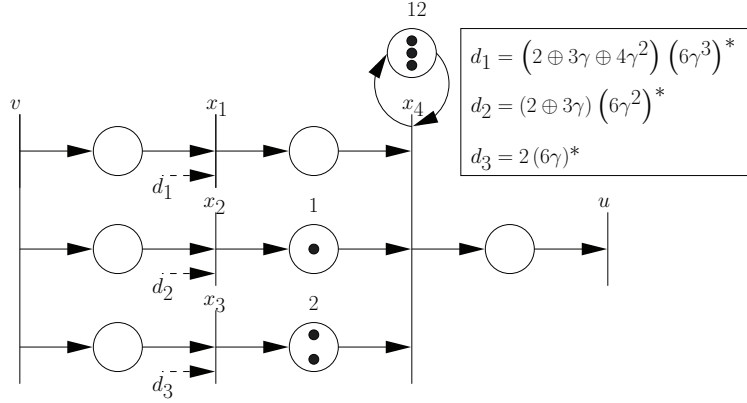 12
d₁ = (2 ⊕ 3γ ⊕ 4γ²) (6γ³)*
d₂ = (2 ⊕ 3γ) (6γ²)*
d₃ = 2 (6γ)*
v
x₁
x₄
d₁
x₂
1
u
d₂
x₃
2
d₃